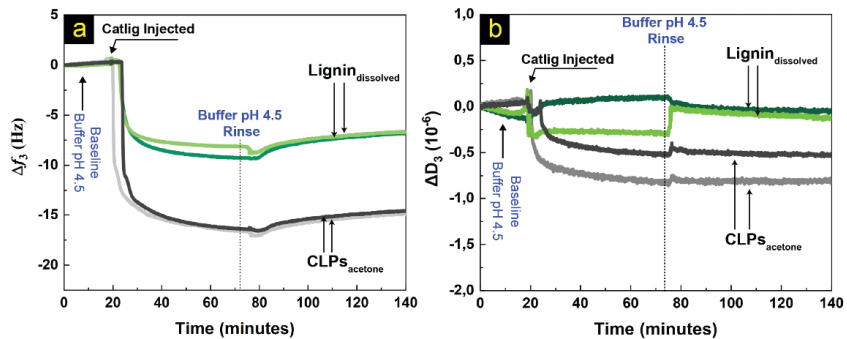 a
Catlig Injected
Lignin dissolved
Buffer pH 4.5
Rinse
Baseline
Buffer pH 4.5
CLPs acetone
Δf3 (Hz)
5
0
-5
-10
-15
-20
0 20 40 60 80 100 120 140
Time (minutes)
b
Buffer pH 4.5
Rinse
Catlig Injected
Lignin dissolved
Baseline
Buffer pH 4.5
CLPs acetone
ΔD3 (10-6)
1,0
0,5
0,0
-0,5
-1,0
-1,5
-2,0
0 20 40 60 80 100 120 140
Time (minutes)